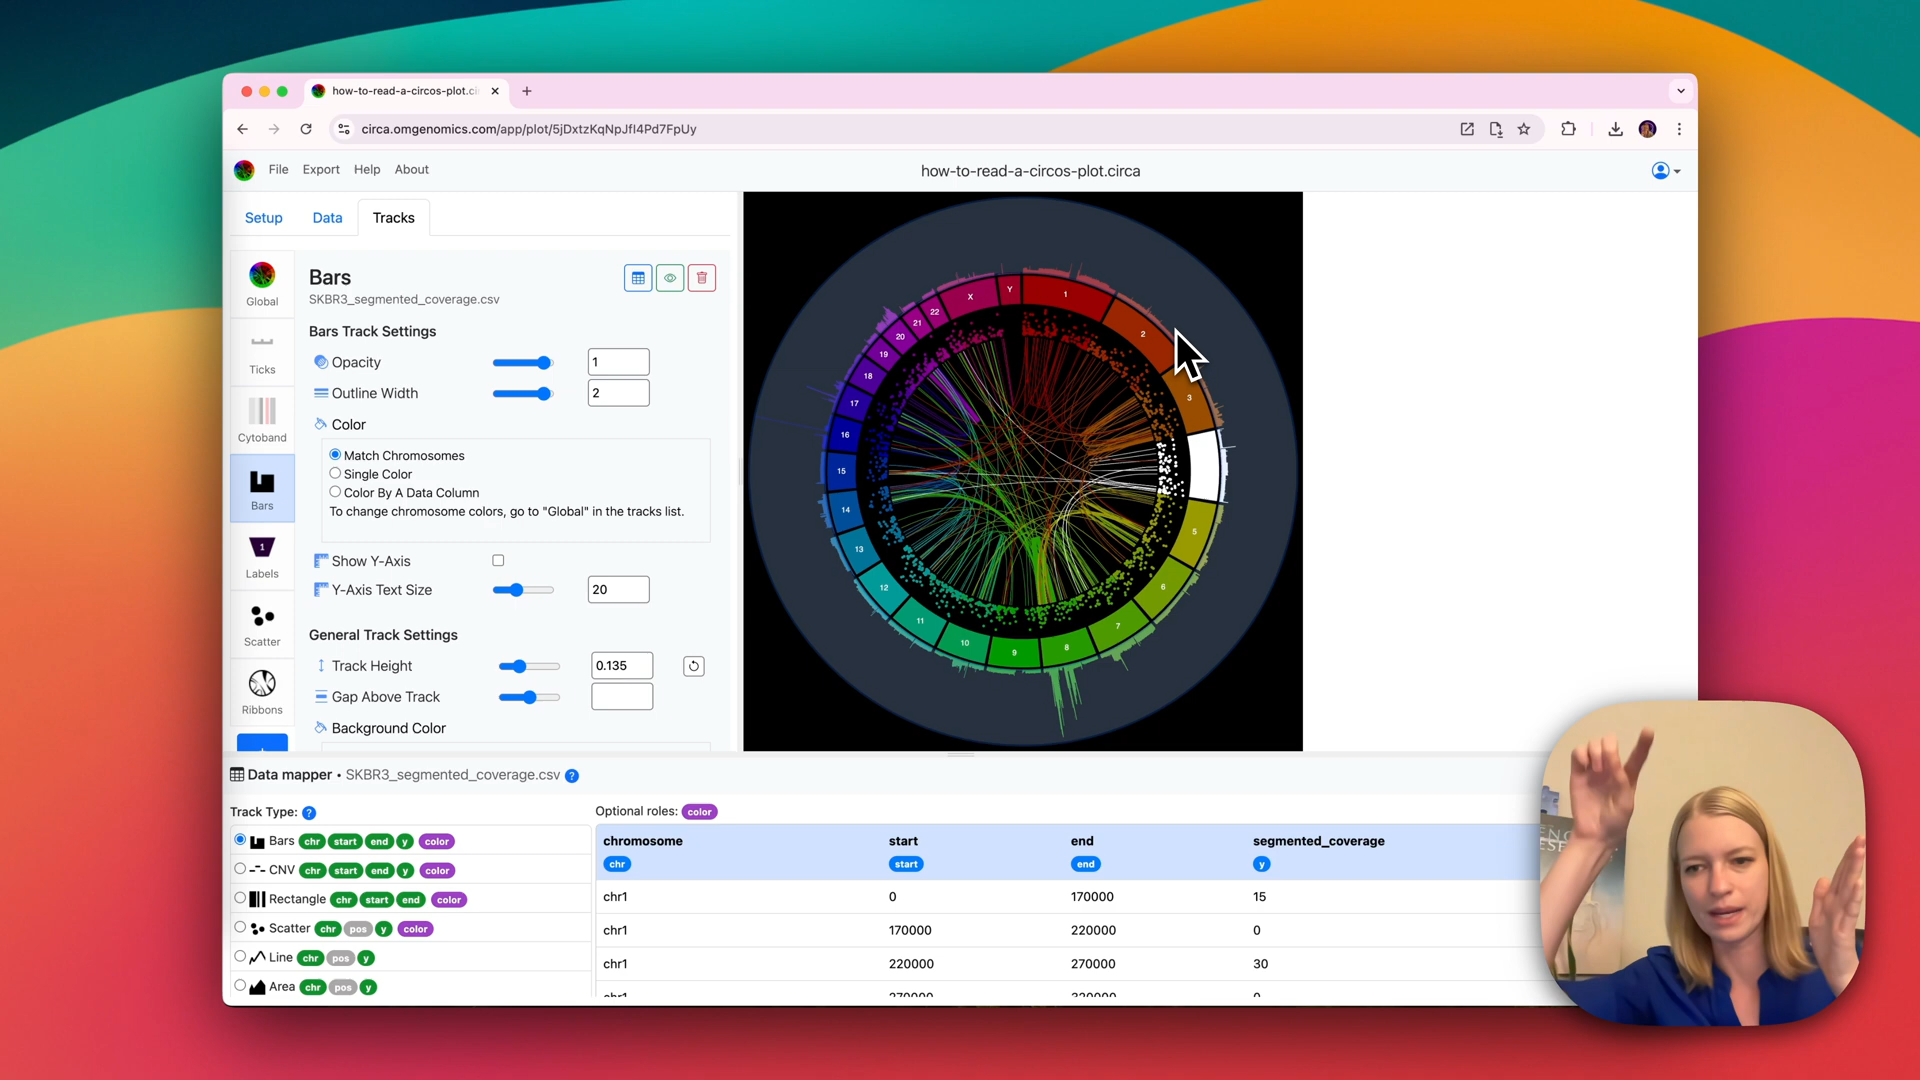 how-to-read-a-circos-plot.ci
circa.omgenomics.com/app/plot/5jDxtzKqNpJfI4Pd7FpUy
File Export Help About
how-to-read-a-circos-plot.circa
Setup Data Tracks
Global
Ticks
Cytoband
Bars
1
Labels
Scatter
Ribbons
Bars
SKBR3_segmented_coverage.csv
Bars Track Settings
Opacity 1
Outline Width 2
Color
Match Chromosomes
Single Color
Color By A Data Column
To change chromosome colors, go to "Global" in the tracks list.
Show Y-Axis
Y-Axis Text Size 20
General Track Settings
Track Height 0.135
Gap Above Track
Background Color
1
2
3
5
6
7
8
9
10
11
12
13
14
15
16
17
18
19
20
21
22
X
Y
Data mapper • SKBR3_segmented_coverage.csv ?
Track Type: ?
Bars chr start end y color
CNV chr start end y color
Rectangle chr start end color
Scatter chr pos y color
Line chr pos y
Area chr pos y
Optional roles: color
chromosome start end segmented_coverage
chr start end y
chr1 0 170000 15
chr1 170000 220000 0
chr1 220000 270000 30
chr1 270000 320000 0